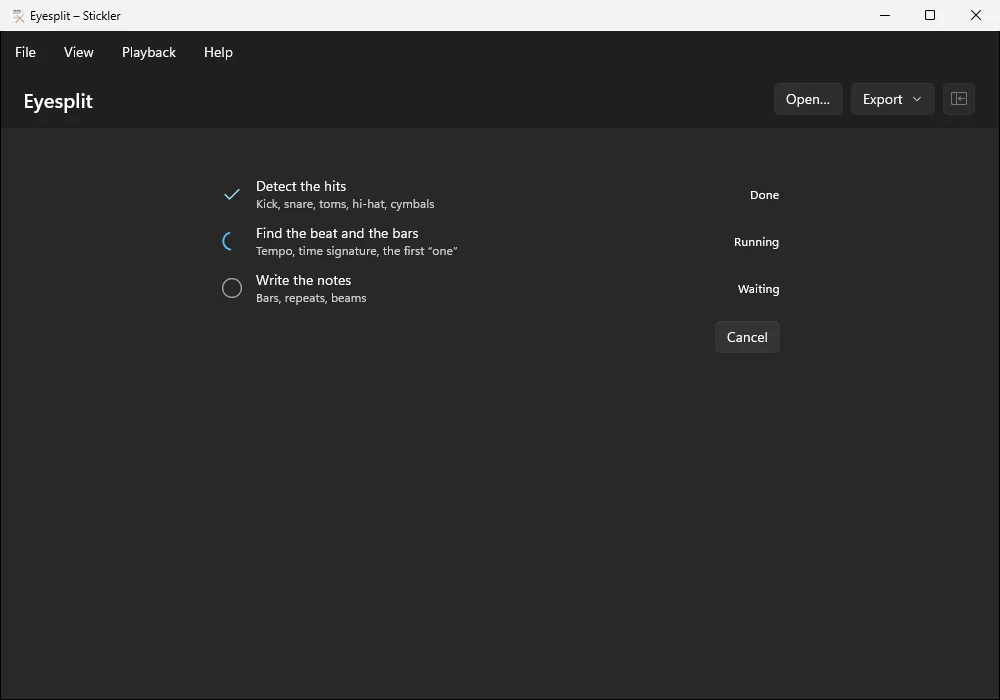 Eyesplit – Stickler
File View Playback Help
Eyesplit
Open... Export
Detect the hits
Kick, snare, toms, hi-hat, cymbals
Done
Find the beat and the bars
Tempo, time signature, the first “one”
Running
Write the notes
Bars, repeats, beams
Waiting
Cancel